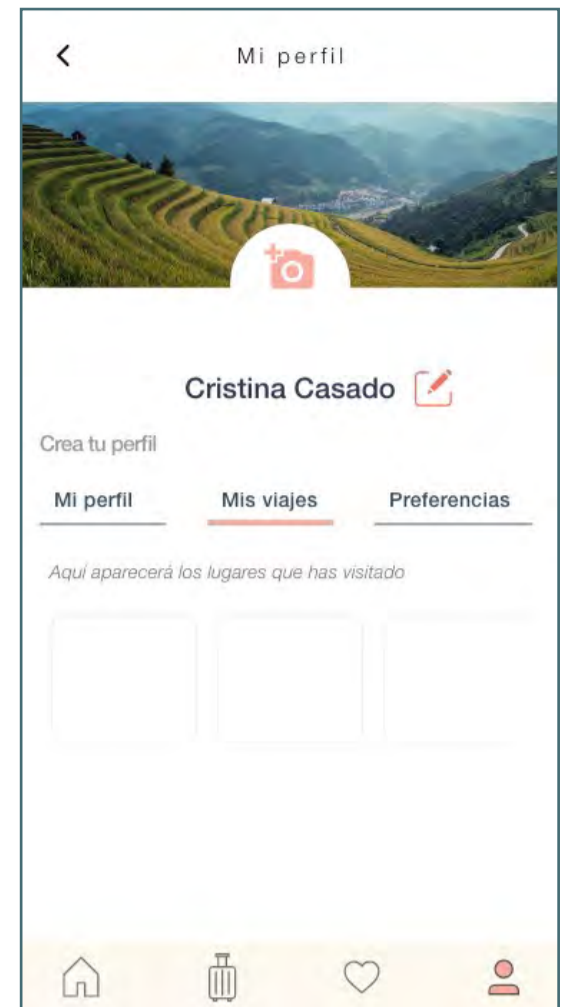 Mi perfil
Cristina Casado
Crea tu perfil
Mi perfil
Mis viajes
Preferencias
Aquí aparecerá los lugares que has visitado